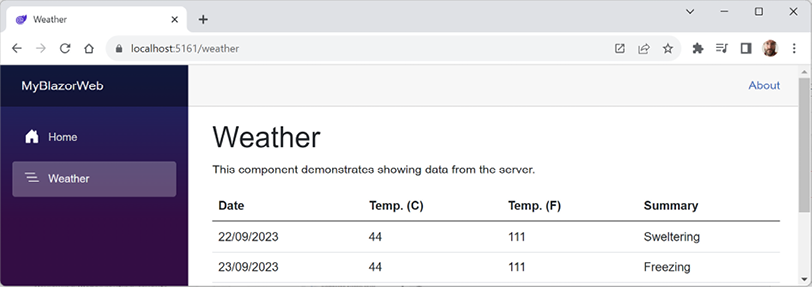 Weather
localhost:5161/weather
MyBlazorWeb
About
Home
Weather
Weather
This component demonstrates showing data from the server.
Date Temp. (C) Temp. (F) Summary
22/09/2023 44 111 Sweltering
23/09/2023 44 111 Freezing